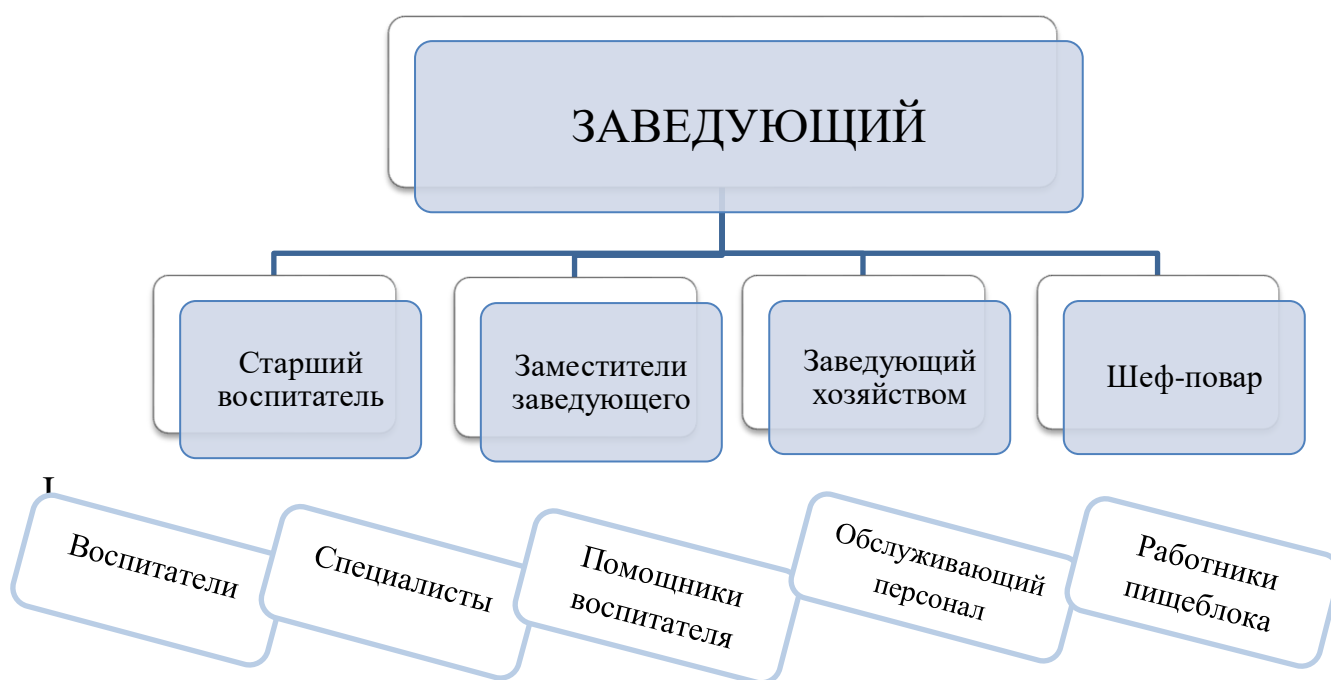 ЗАВЕДУЮЩИЙ
Старший
воспитатель
Заместители
заведующего
Заведующий
хозяйством
Шеф-повар
Воспитатели
Специалисты
Помощники
воспитателя
Обслуживающий
персонал
Работники
пищеблока